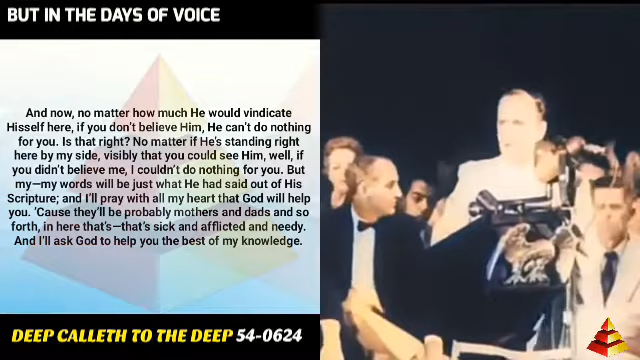 BUT IN THE DAYS OF VOICE
And now, no matter how much He would vindicate
Hisself here, if you don't believe Him, He can't do nothing
for you. Is that right? No matter if He's standing right
here by my side, visibly that you could see Him, well, if
you didn't believe me, I couldn't do nothing for you. But
my—my words will be just what He had said out of His
Scripture; and I'll pray with all my heart that God will help
you. 'Cause they'll be probably mothers and dads and so
forth, in here that's—that's sick and afflicted and needy.
And I'll ask God to help you the best of my knowledge.
DEEP CALLETH TO THE DEEP 54-0624